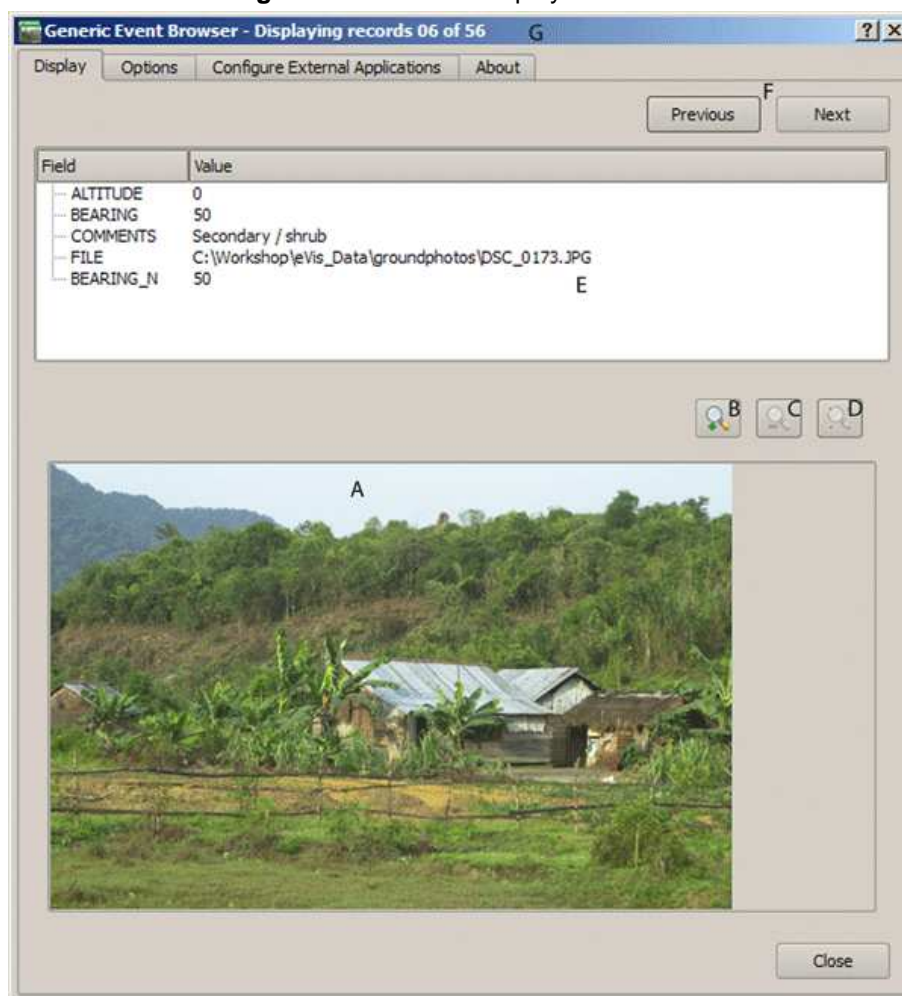 Generic Event Browser - Displaying records 06 of 56 G
Display Options Configure External Applications About
F
Previous Next
Field Value
ALTITUDE 0
BEARING 50
COMMENTS Secondary / shrub
FILE C:\Workshop\eVis_Data\groundphotos\DSC_0173.JPG
BEARING_N 50
E
B C D
A
Close